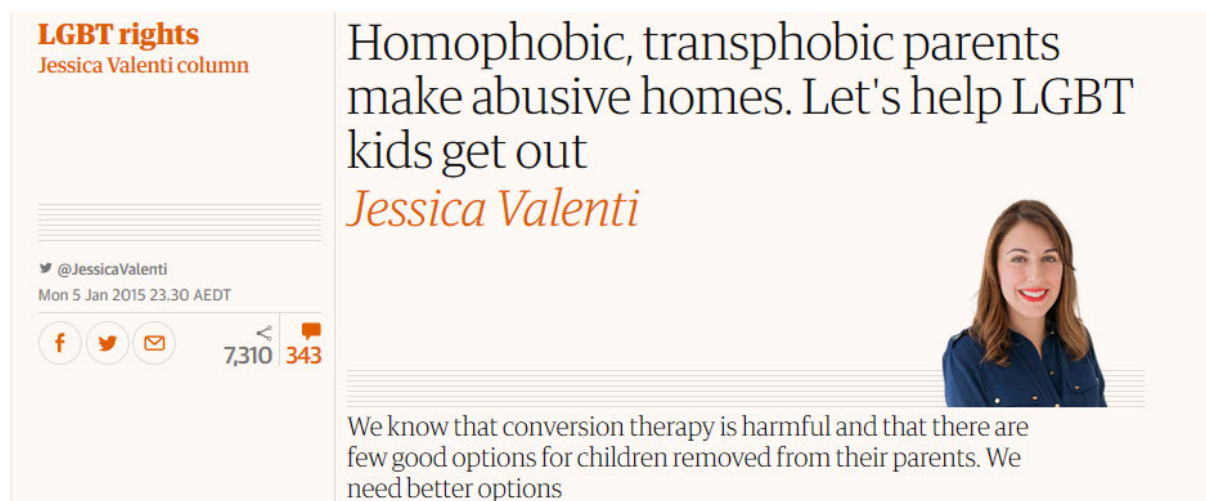 LGBT rights
Jessica Valenti column
Homophobic, transphobic parents
make abusive homes. Let's help LGBT
kids get out
Jessica Valenti
@JessicaValenti
Mon 5 Jan 2015 23.30 AEDT
7,310 343
We know that conversion therapy is harmful and that there are
few good options for children removed from their parents. We
need better options